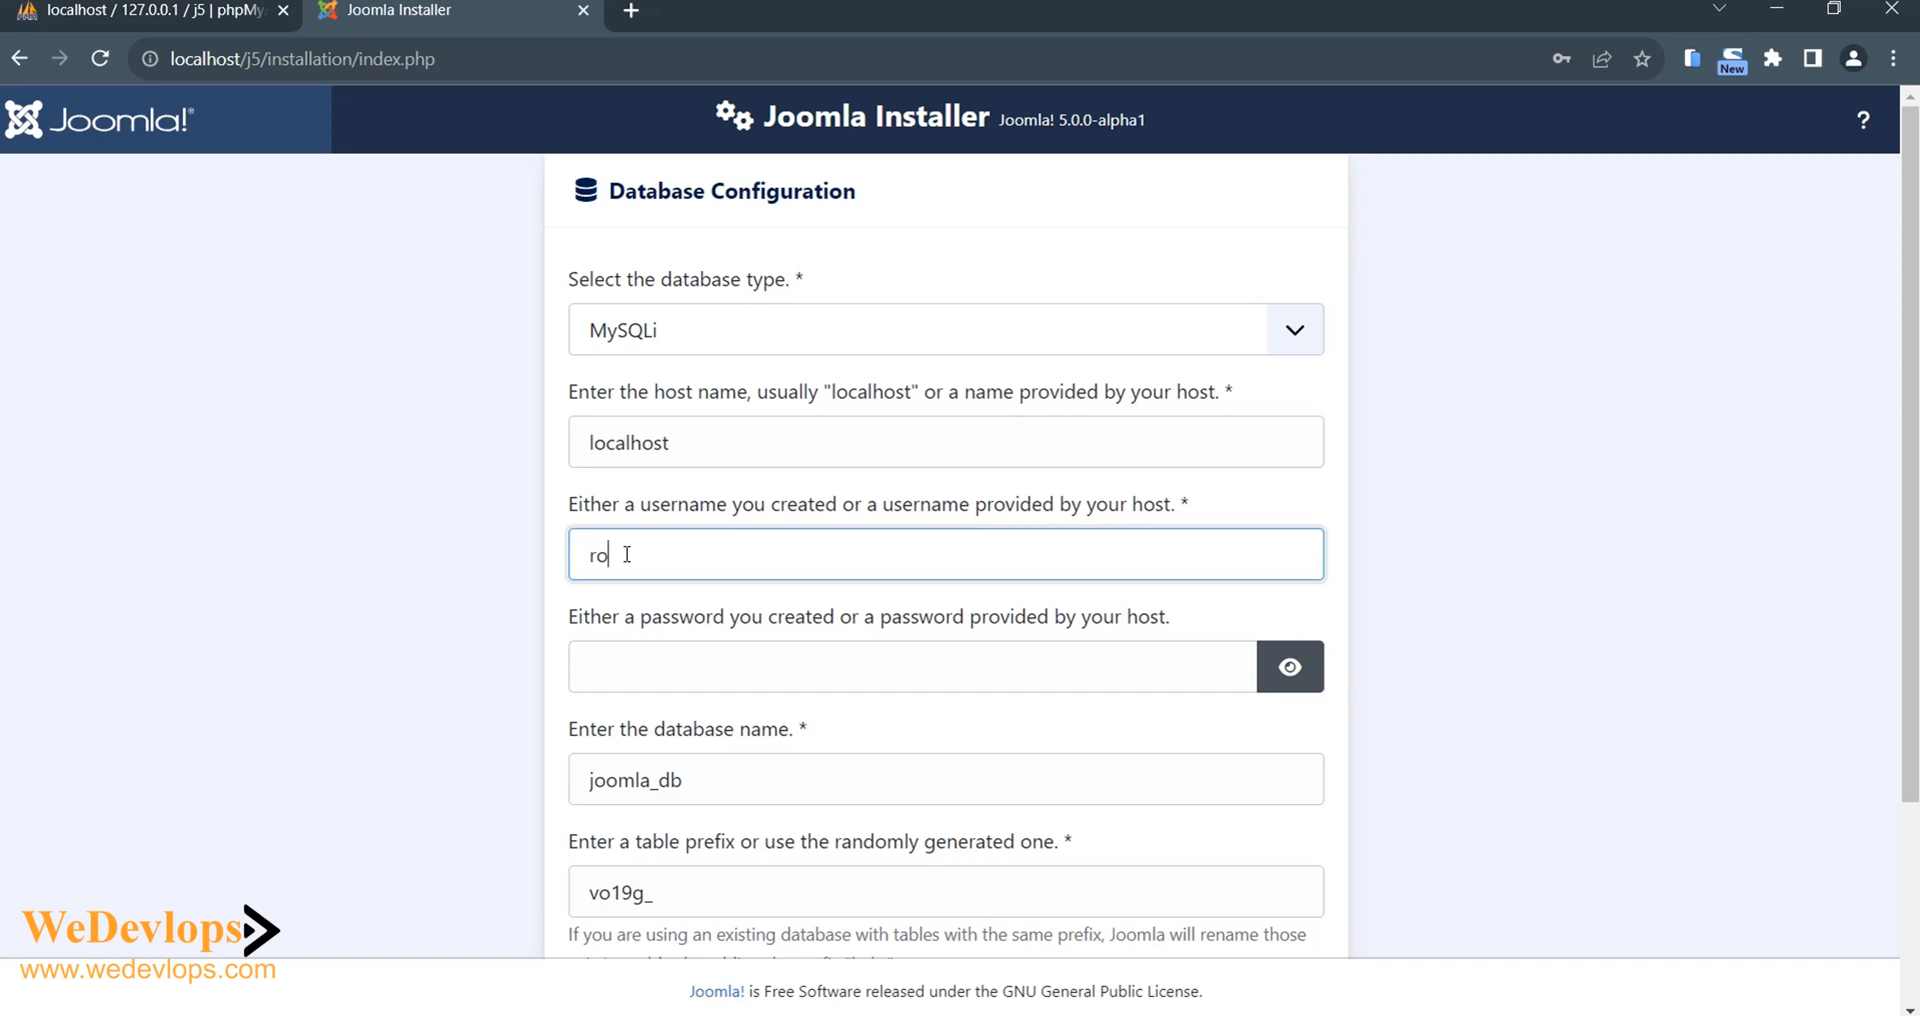 localhost / 127.0.0.1 / j5 | phpMy
Joomla Installer
localhost/j5/installation/index.php
New
Joomla!®
Joomla Installer Joomla! 5.0.0-alpha1
?
Database Configuration
Select the database type. *
MySQLi
Enter the host name, usually "localhost" or a name provided by your host. *
localhost
Either a username you created or a username provided by your host. *
ro
Either a password you created or a password provided by your host.
Enter the database name. *
joomla_db
Enter a table prefix or use the randomly generated one. *
vo19g_
If you are using an existing database with tables with the same prefix, Joomla will rename those
WeDevlops
www.wedevlops.com
Joomla! is Free Software released under the GNU General Public License.